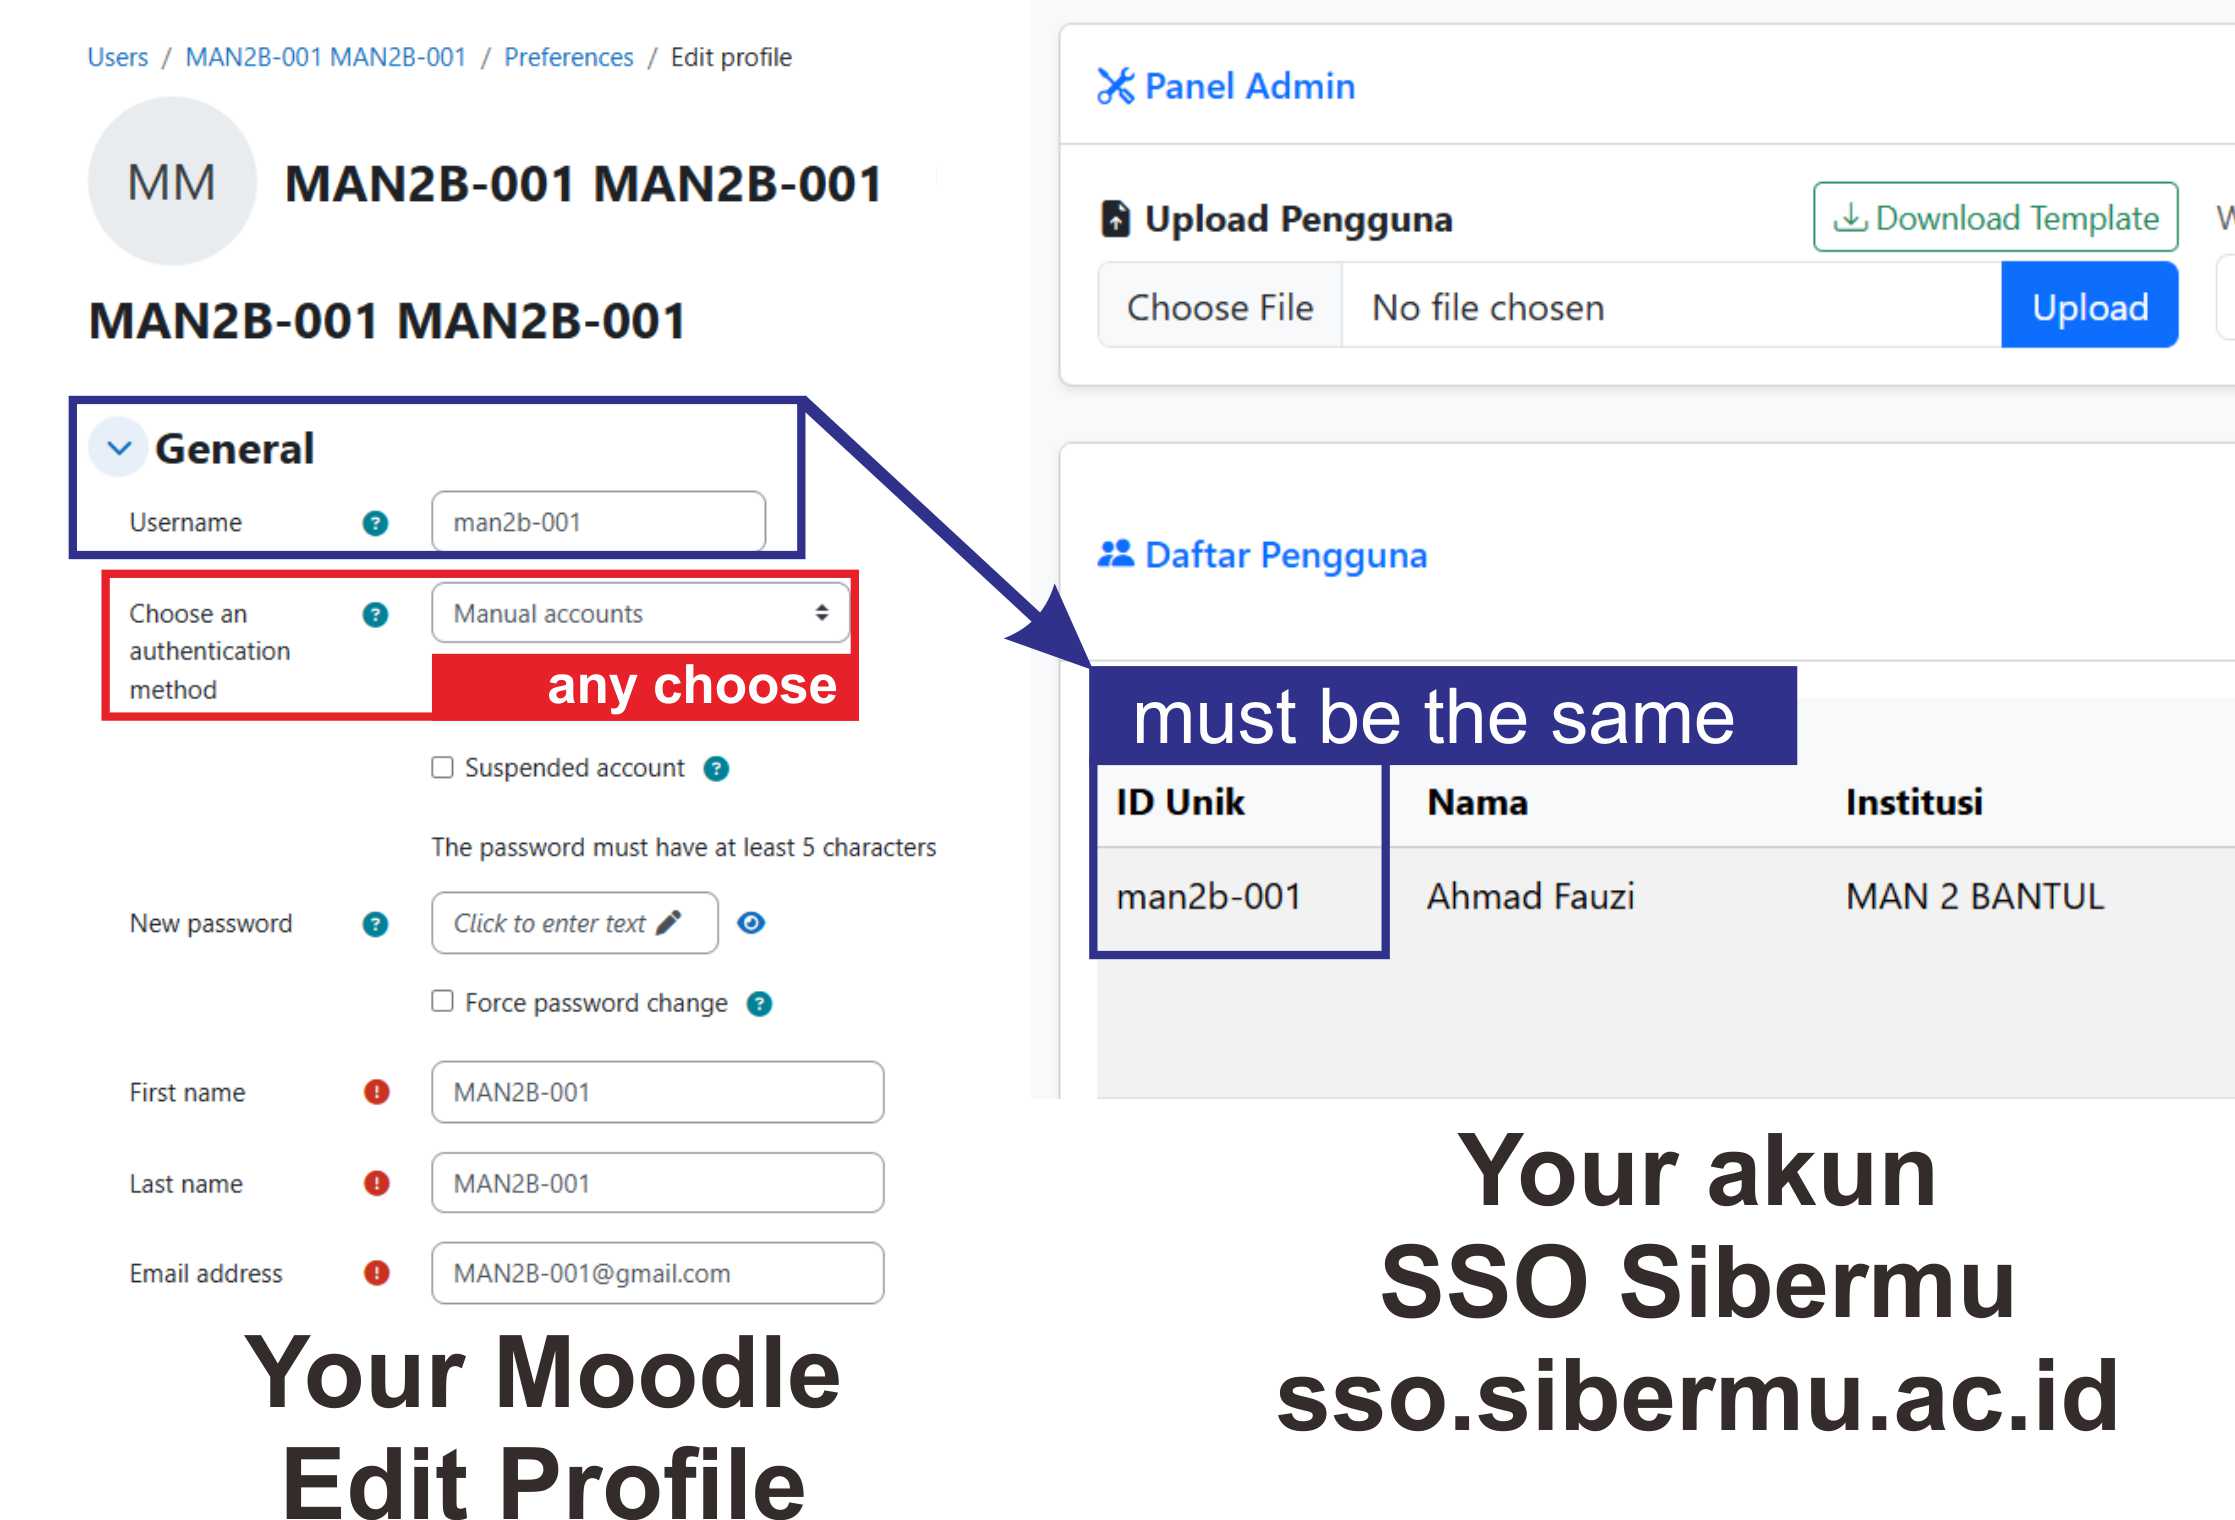 Users / MAN2B-001 MAN2B-001 / Preferences / Edit profile
MM
MAN2B-001 MAN2B-001
MAN2B-001 MAN2B-001
General
Username
man2b-001
Choose an authentication method
Manual accounts
any choose
Suspended account
The password must have at least 5 characters
New password
Click to enter text
Force password change
First name
MAN2B-001
Last name
MAN2B-001
Email address
MAN2B-001@gmail.com
Your Moodle
Edit Profile
Panel Admin
Upload Pengguna
Download Template
Choose File
No file chosen
Upload
Daftar Pengguna
must be the same
ID Unik Nama Institusi
man2b-001 Ahmad Fauzi MAN 2 BANTUL
Your akun
SSO Sibermu
sso.sibermu.ac.id